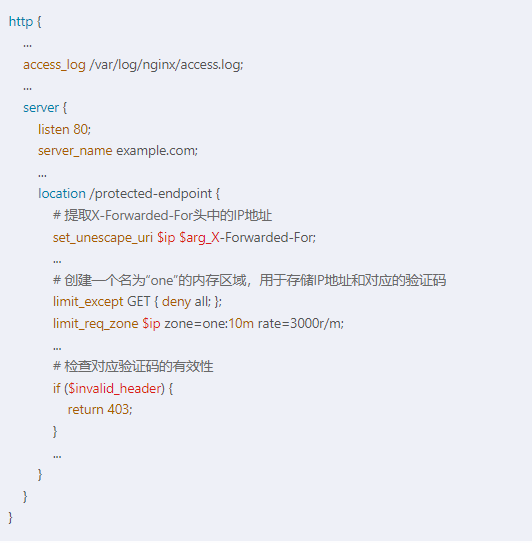 http {
...
access_log /var/log/nginx/access.log;
...
server {
listen 80;
server_name example.com;
...
location /protected-endpoint {
# 提取X-Forwarded-For头中的IP地址
set_unescape_uri $ip $arg_X-Forwarded-For;
...
# 创建一个名为“one”的内存区域，用于存储IP地址和对应的验证码
limit_except GET { deny all; };
limit_req_zone $ip zone=one:10m rate=3000r/m;
...
# 检查对应验证码的有效性
if ($invalid_header) {
return 403;
}
...
}
}
}